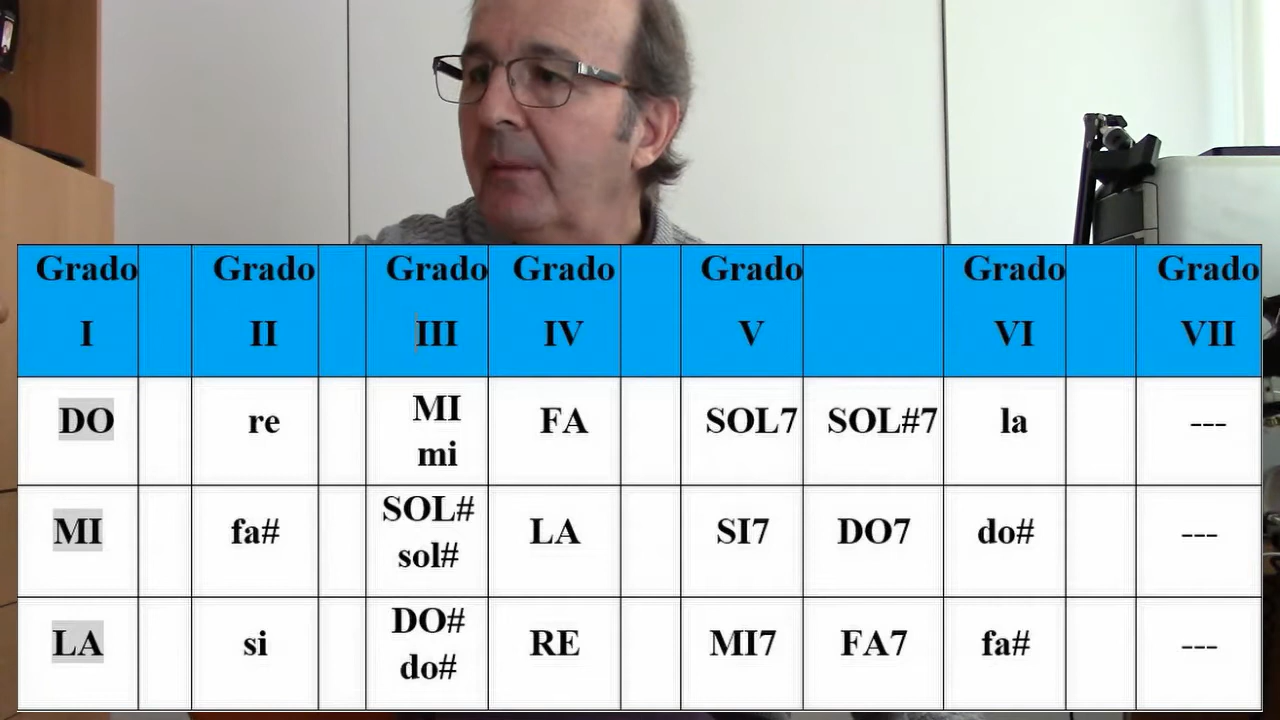 Grado Grado Grado Grado Grado Grado Grado
I II III IV V VI VII
DO re MI mi FA SOL7 SOL#7 la ---
MI fa# SOL# sol# LA SI7 DO7 do# ---
LA si DO# do# RE MI7 FA7 fa# ---